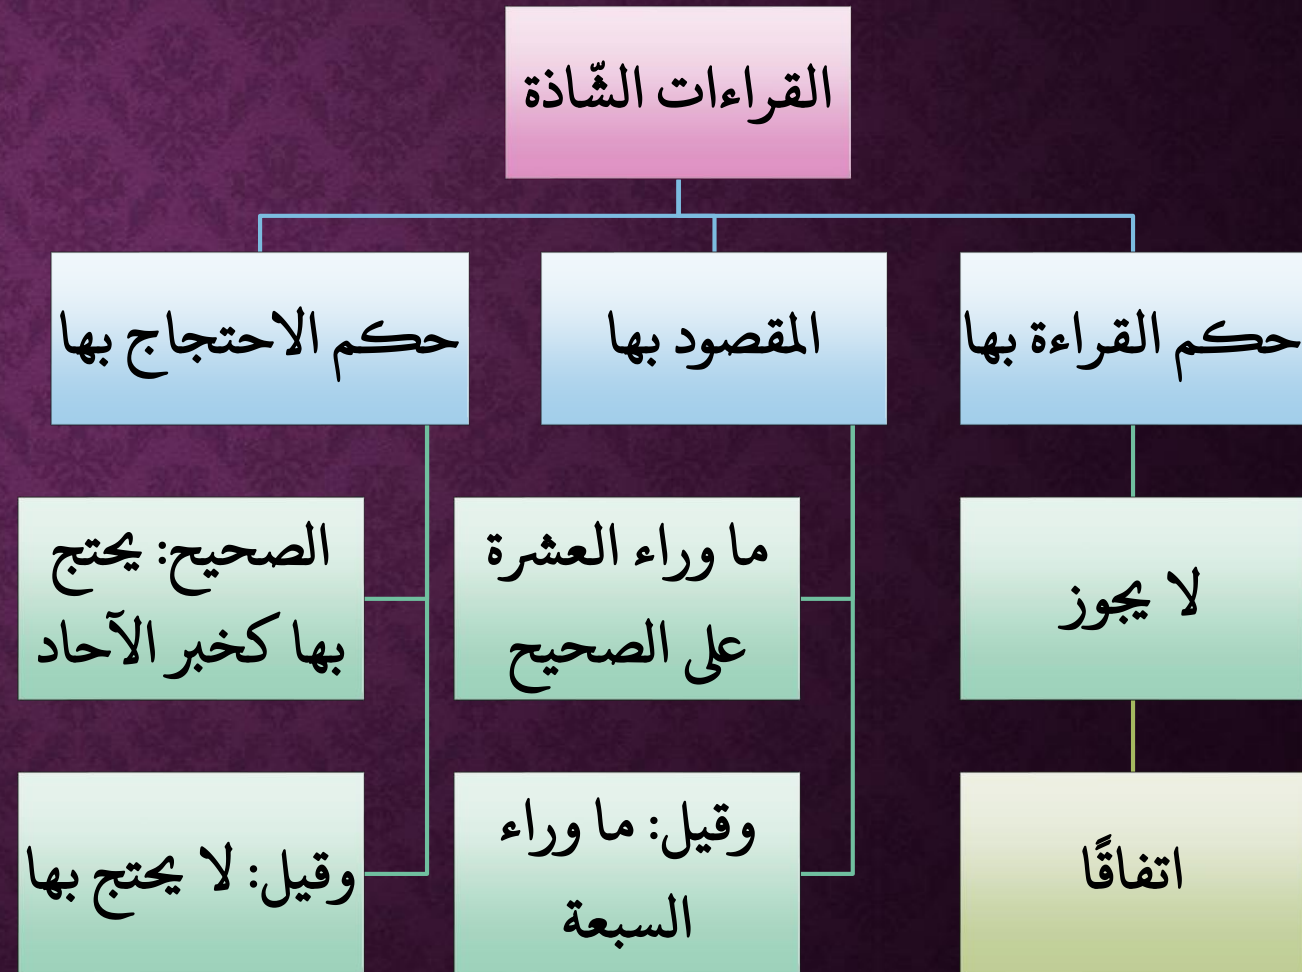 القراءات الشّاذة
حكم القراءة بها
المقصود بها
حكم الاحتجاج بها
لا يجوز
ما وراء العشرة
على الصحيح
الصحيح: يحتج
بها كخبر الآحاد
اتفاقًا
وقيل: ما وراء
السبعة
وقيل: لا يحتج بها